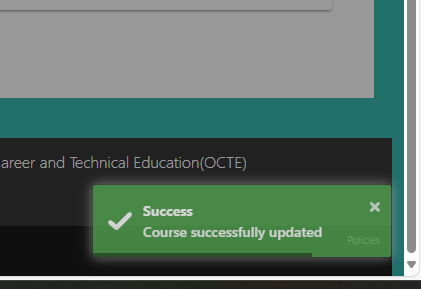 areer and Technical Education(OCTE)
Success
Course successfully updated
Policies